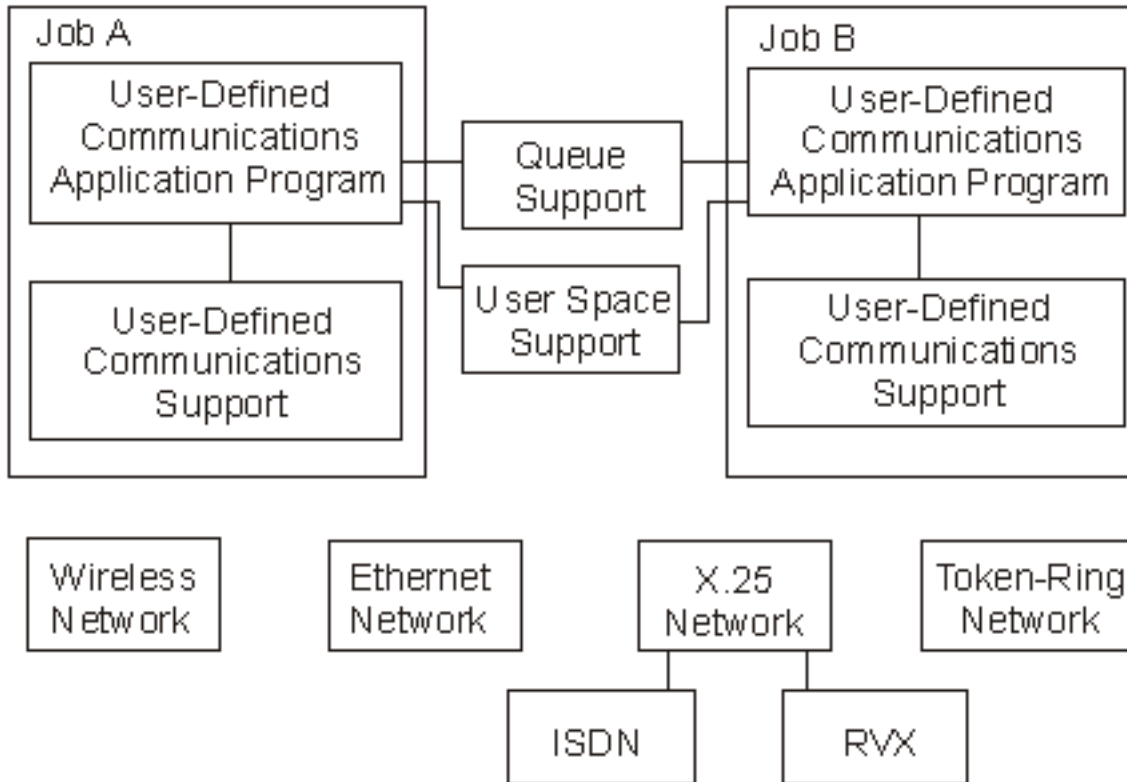 Job A
User-Defined
Communications
Application Program
User-Defined
Communications
Support
Queue
Support
User Space
Support
Job B
User-Defined
Communications
Application Program
User-Defined
Communications
Support
Wireless
Network
Ethernet
Network
X.25
Network
Token-Ring
Network
ISDN
RVX